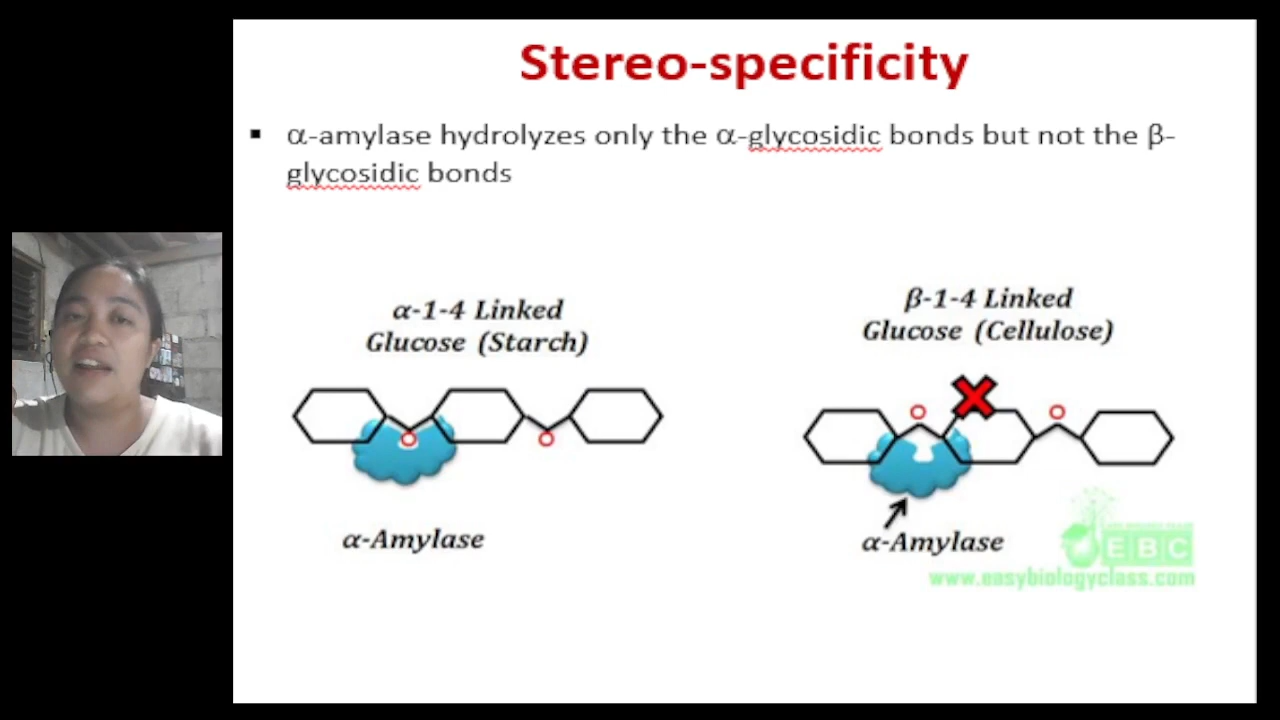 Stereo-specificity
▪ α-amylase hydrolyzes only the α-glycosidic bonds but not the β-
glycosidic bonds
α-1-4 Linked
Glucose (Starch)
β-1-4 Linked
Glucose (Cellulose)
O
O
O
O
α-Amylase
α-Amylase
EBC
www.easybiologyclass.com